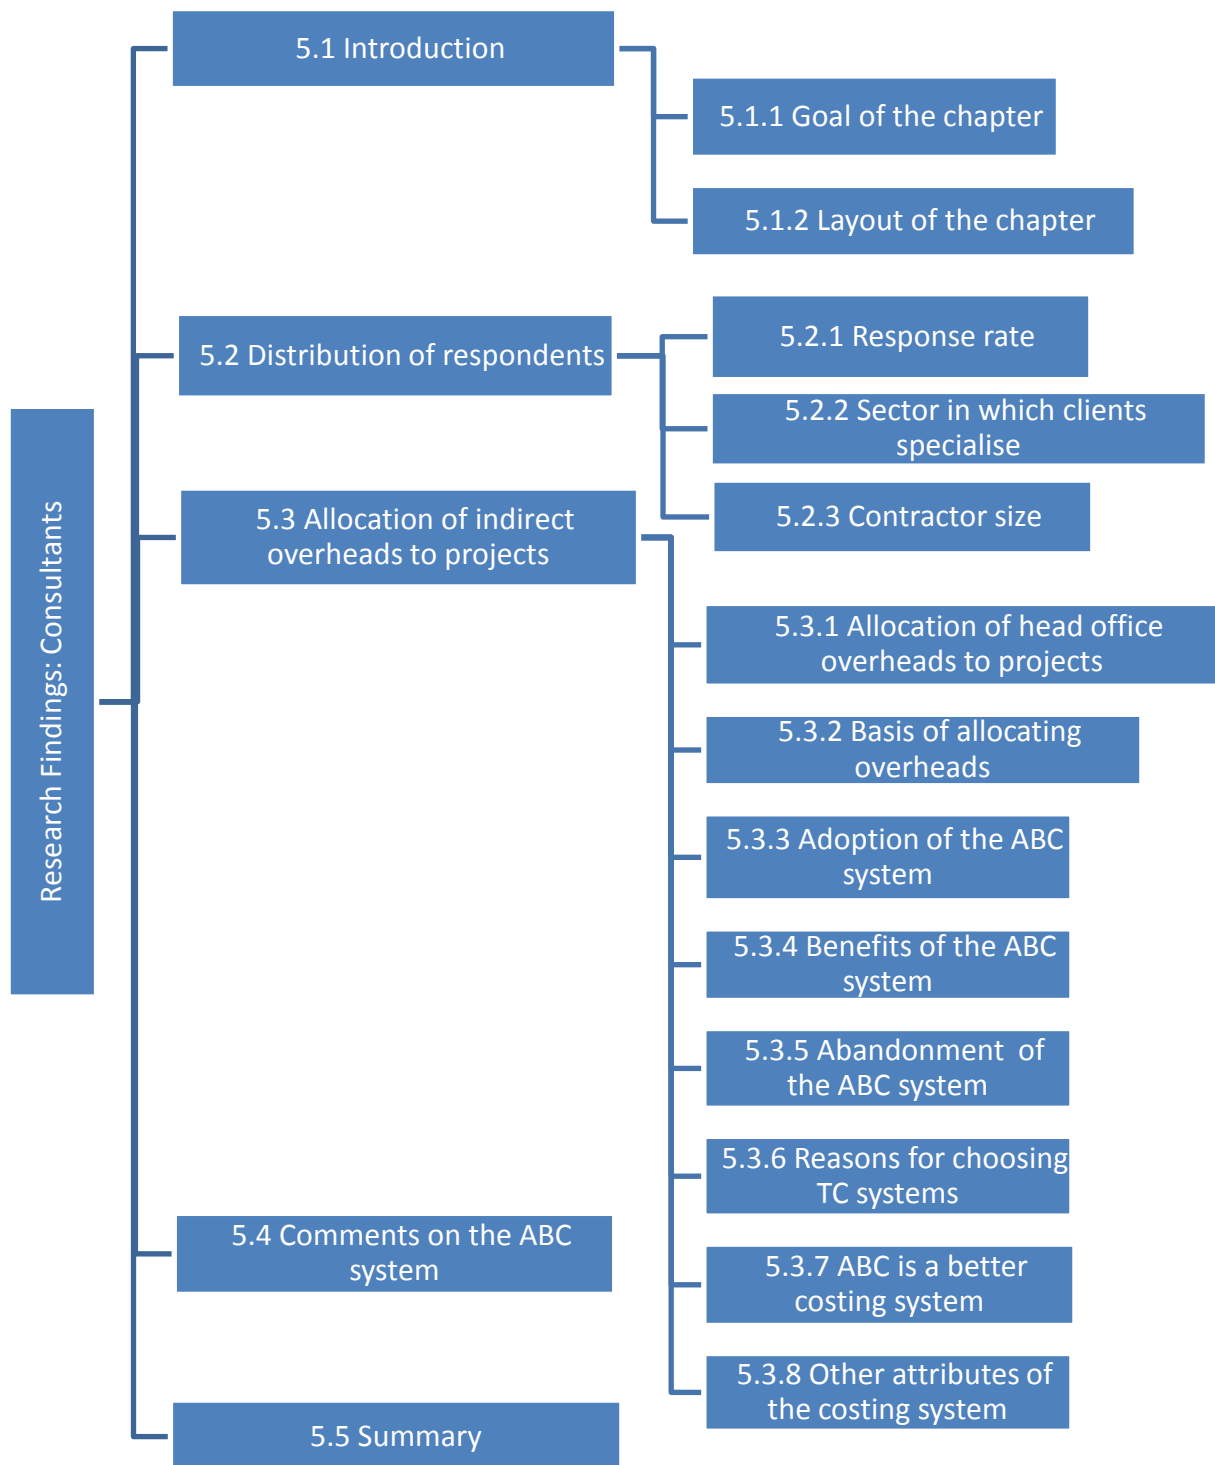 Research Findings: Consultants
5.1 Introduction
5.1.1 Goal of the chapter
5.1.2 Layout of the chapter
5.2 Distribution of respondents
5.2.1 Response rate
5.2.2 Sector in which clients
specialise
5.2.3 Contractor size
5.3 Allocation of indirect
overheads to projects
5.3.1 Allocation of head office
overheads to projects
5.3.2 Basis of allocating
overheads
5.3.3 Adoption of the ABC
system
5.3.4 Benefits of the ABC
system
5.3.5 Abandonment of
the ABC system
5.3.6 Reasons for choosing
TC systems
5.3.7 ABC is a better
costing system
5.3.8 Other attributes of
the costing system
5.4 Comments on the ABC
system
5.5 Summary